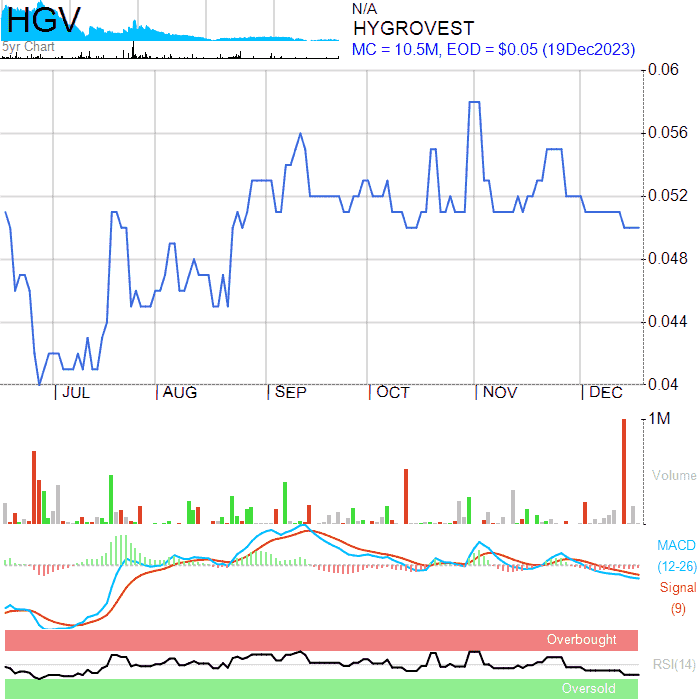 HGV
5yr Chart
N/A
HYGROVEST
MC = 10.5M, EOD = $0.05 (19Dec2023)
0.06
0.056
0.052
0.048
0.044
0.04
JUL AUG SEP OCT NOV DEC
1M
Volume
MACD
(12-26)
Signal
(9)
Overbought
RSI(14)
Oversold